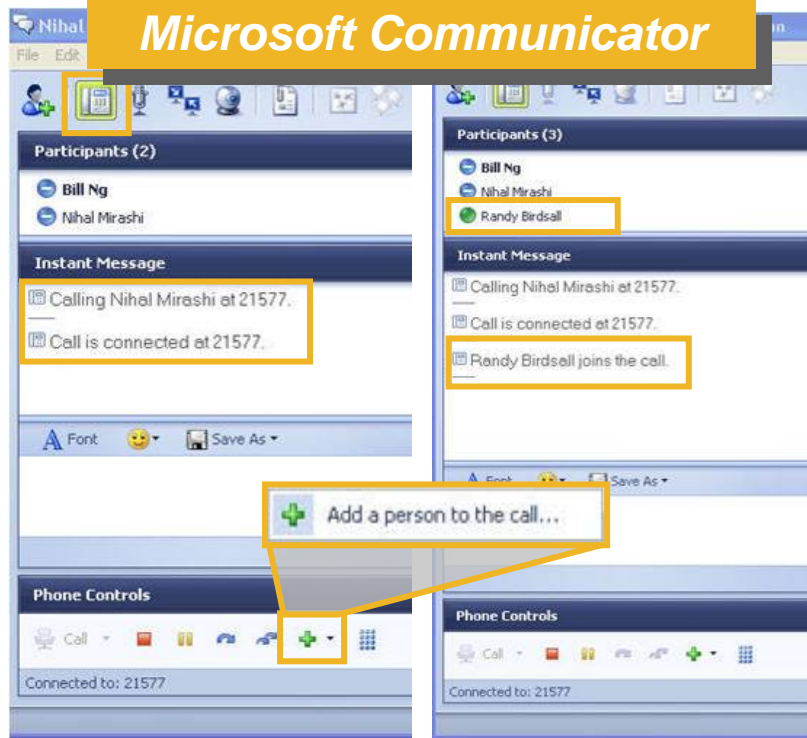 Microsoft Communicator
Nihal
File Edit
Participants (2)
Bill Ng
Nihal Mirashi
Instant Message
Calling Nihal Mirashi at 21577.
Call is connected at 21577.
Font
Save As
Add a person to the call...
Phone Controls
Call
Connected to: 21577
Participants (3)
Bill Ng
Nihal Mirashi
Randy Birdsall
Instant Message
Calling Nihal Mirashi at 21577.
Call is connected at 21577.
Randy Birdsall joins the call.
Font
Save As
Phone Controls
Call
Connected to: 21577